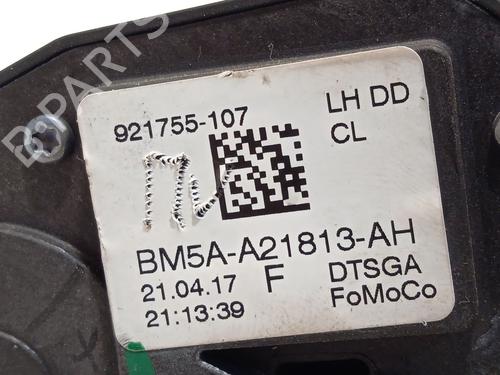 B-PARTS
921755-107 LH DD
CL
BM5A-A21813-AH
21.04.17 F DTSGA
21:13:39 FoMoCo